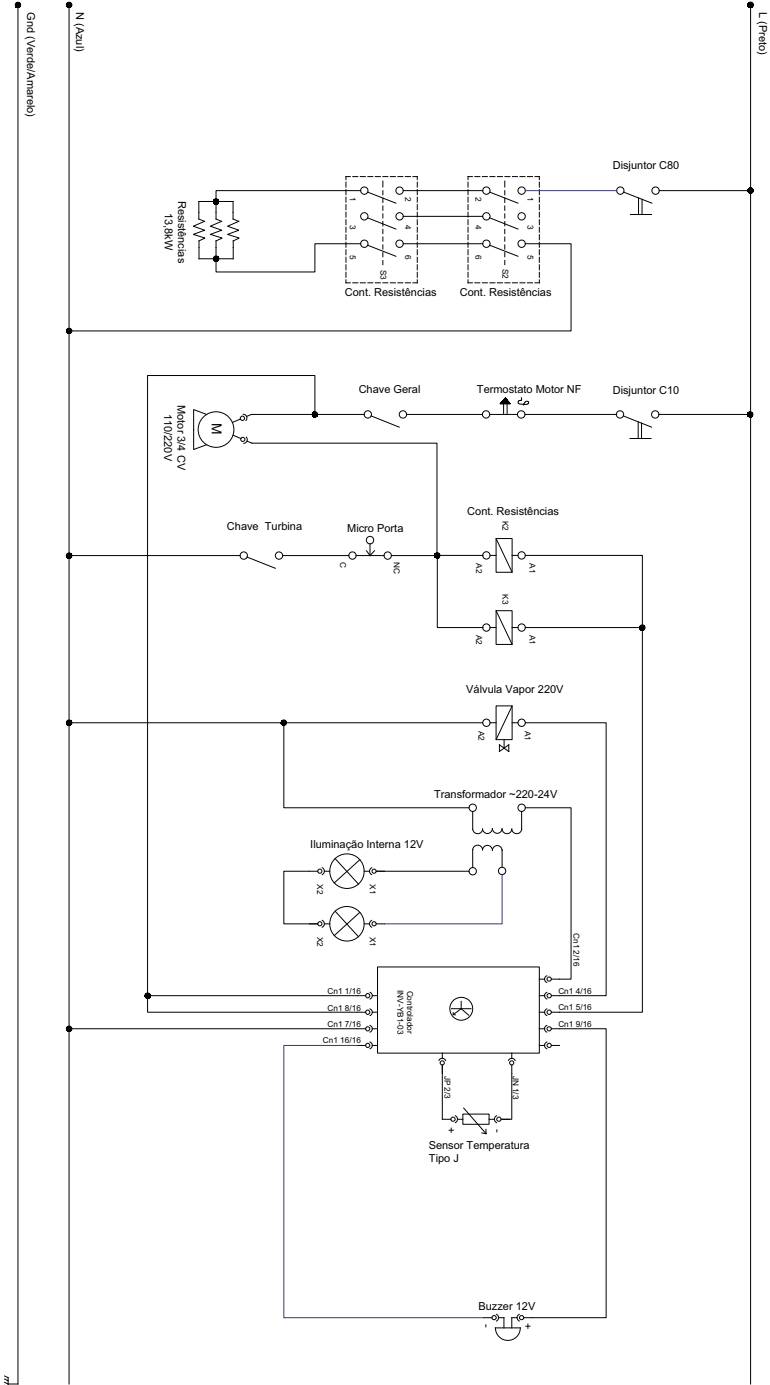 L (Preto)
N (Azul)
Gnd (Verde/Amarelo)
Disjuntor C80
1
2
3
4
5
6
S2
Cont. Resistências
2
1
4
3
6
5
S3
Cont. Resistências
Resistências
13,8kW
Disjuntor C10
Termostato Motor NF
Chave Geral
M
Motor 3/4 CV
110/220V
Cont. Resistências
K2
A1
A2
K3
A1
A2
Micro Porta
NC
C
Chave Turbina
Válvula Vapor 220V
A1
A2
Transformador ~220-24V
Iluminação Interna 12V
X1
X2
X1
X2
Cn1 2/16
Cn1 4/16
Cn1 5/16
Cn1 9/16
Controlador
INV-YB1-03
Cn1 1/16
Cn1 8/16
Cn1 7/16
Cn1 16/16
JN 1/3
JP 2/3
+
-
Sensor Temperatura
Tipo J
Buzzer 12V
-
+